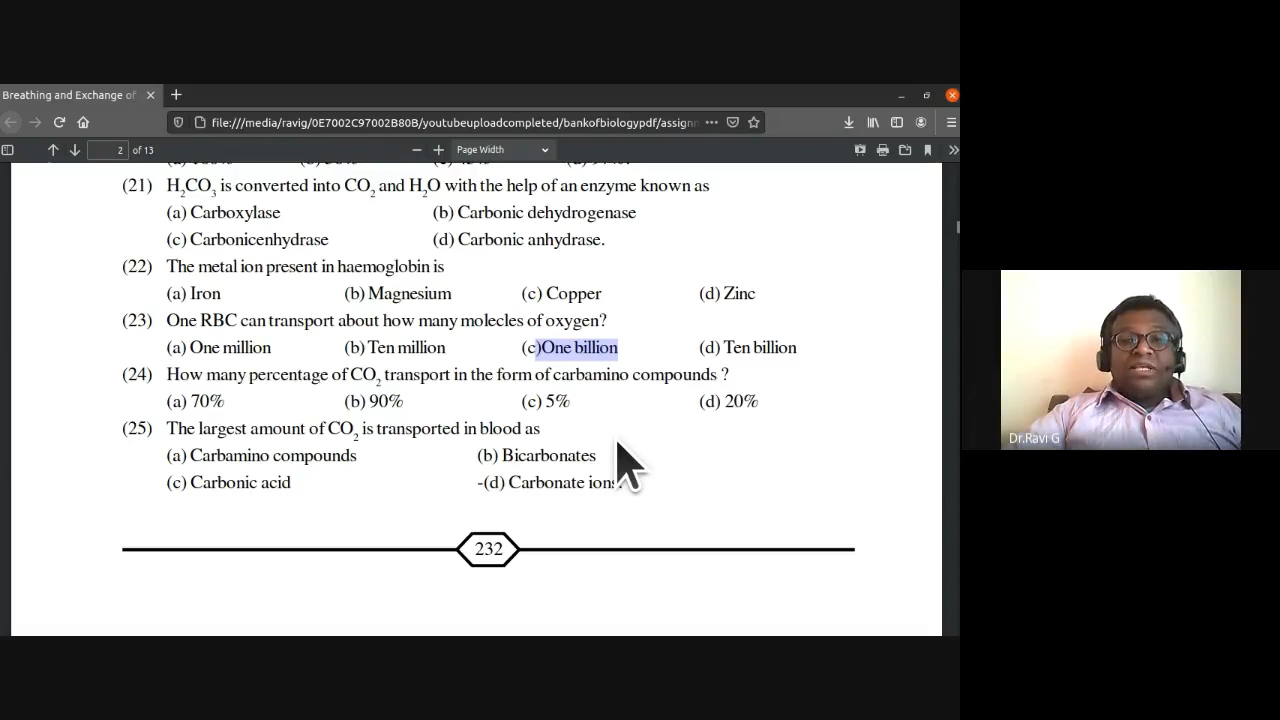 Breathing and Exchange of
file:///media/ravig/0E7002C97002B80B/youtubeuploadcompleted/bankofbiologypdf/assignm
2 of 13
Page Width
(21) H2CO3 is converted into CO2 and H2O with the help of an enzyme known as
(a) Carboxylase (b) Carbonic dehydrogenase
(c) Carbonicenhydrase (d) Carbonic anhydrase.
(22) The metal ion present in haemoglobin is
(a) Iron (b) Magnesium (c) Copper (d) Zinc
(23) One RBC can transport about how many molecles of oxygen?
(a) One million (b) Ten million (c)One billion (d) Ten billion
(24) How many percentage of CO2 transport in the form of carbamino compounds ?
(a) 70% (b) 90% (c) 5% (d) 20%
(25) The largest amount of CO2 is transported in blood as
(a) Carbamino compounds (b) Bicarbonates
(c) Carbonic acid -(d) Carbonate ions.
232
Dr.Ravi G